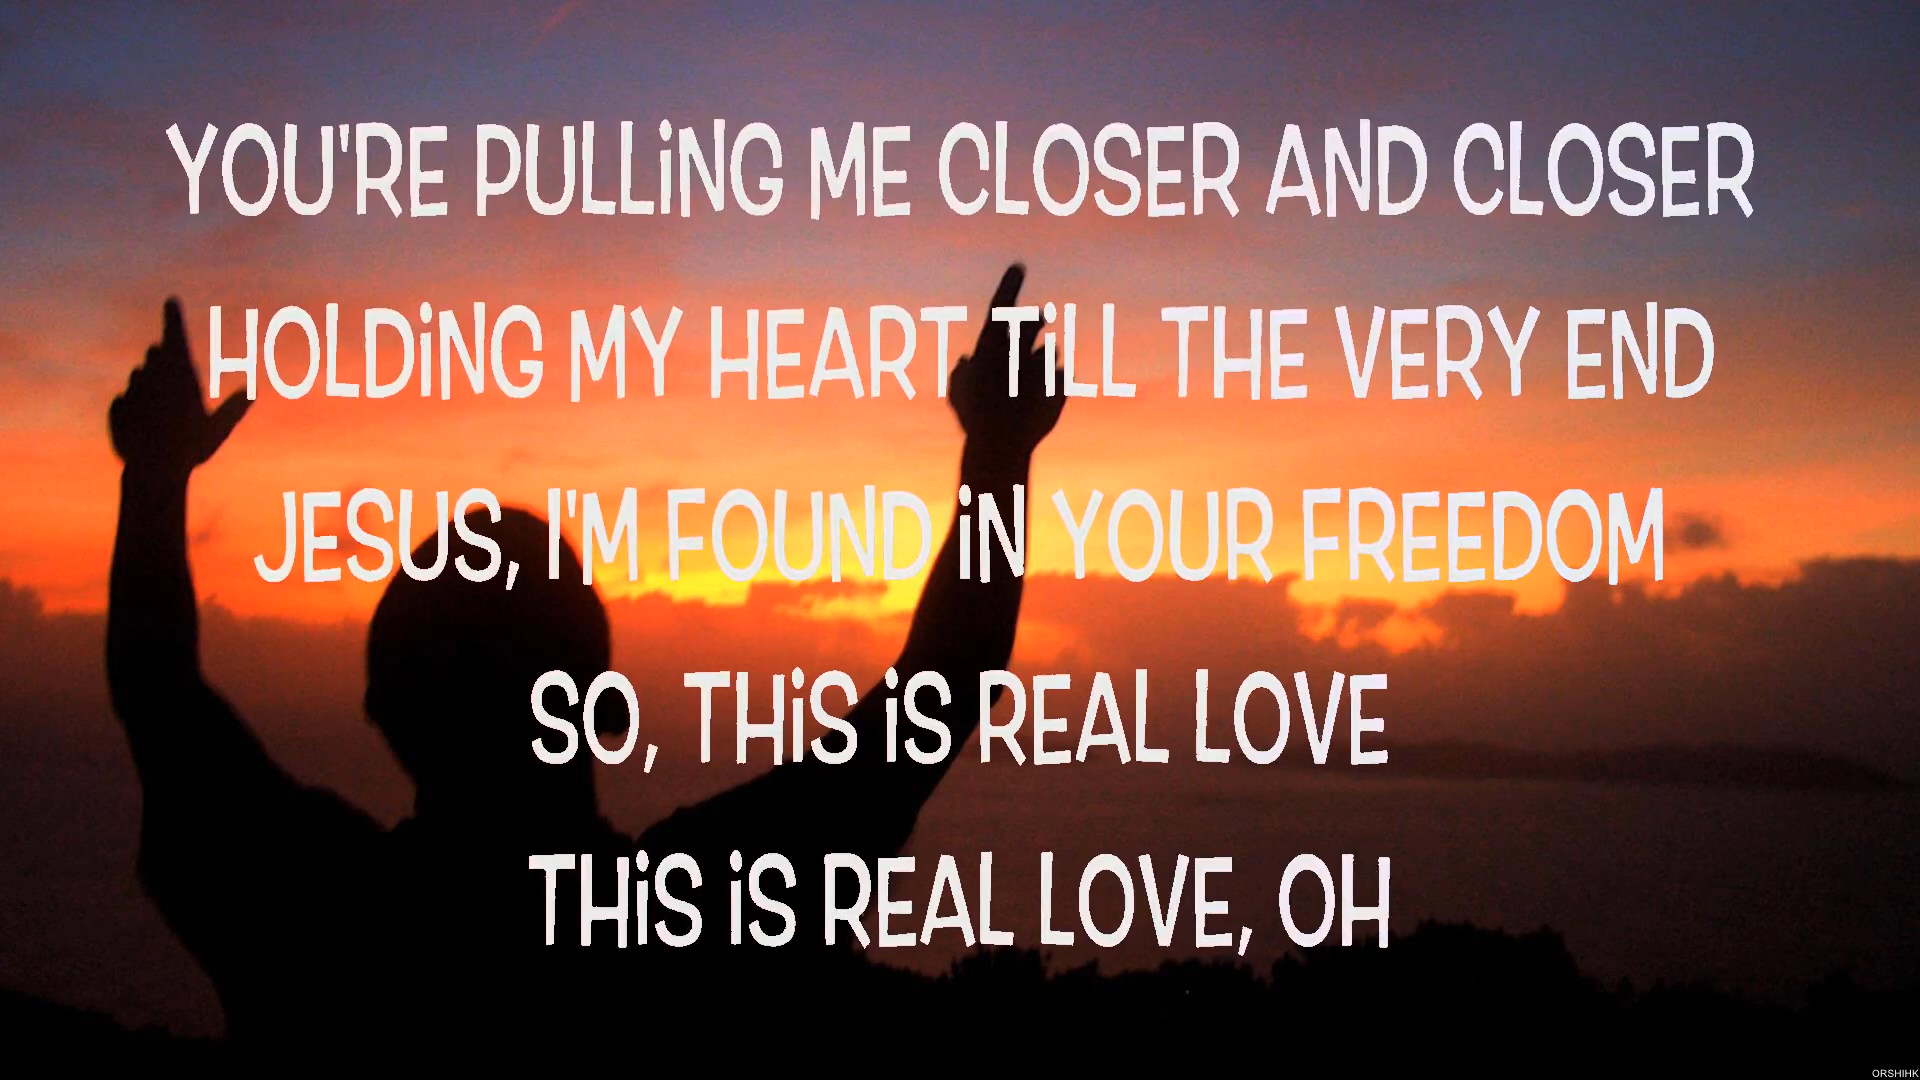 YOU'RE PULLiNG ME CLOSER AND CLOSER
HOLDiNG MY HEART TiLL THE VERY END
JESUS, I'M FOUND iN YOUR FREEDOM
SO, THiS iS REAL LOVE
THiS iS REAL LOVE, OH
ORSHIHK